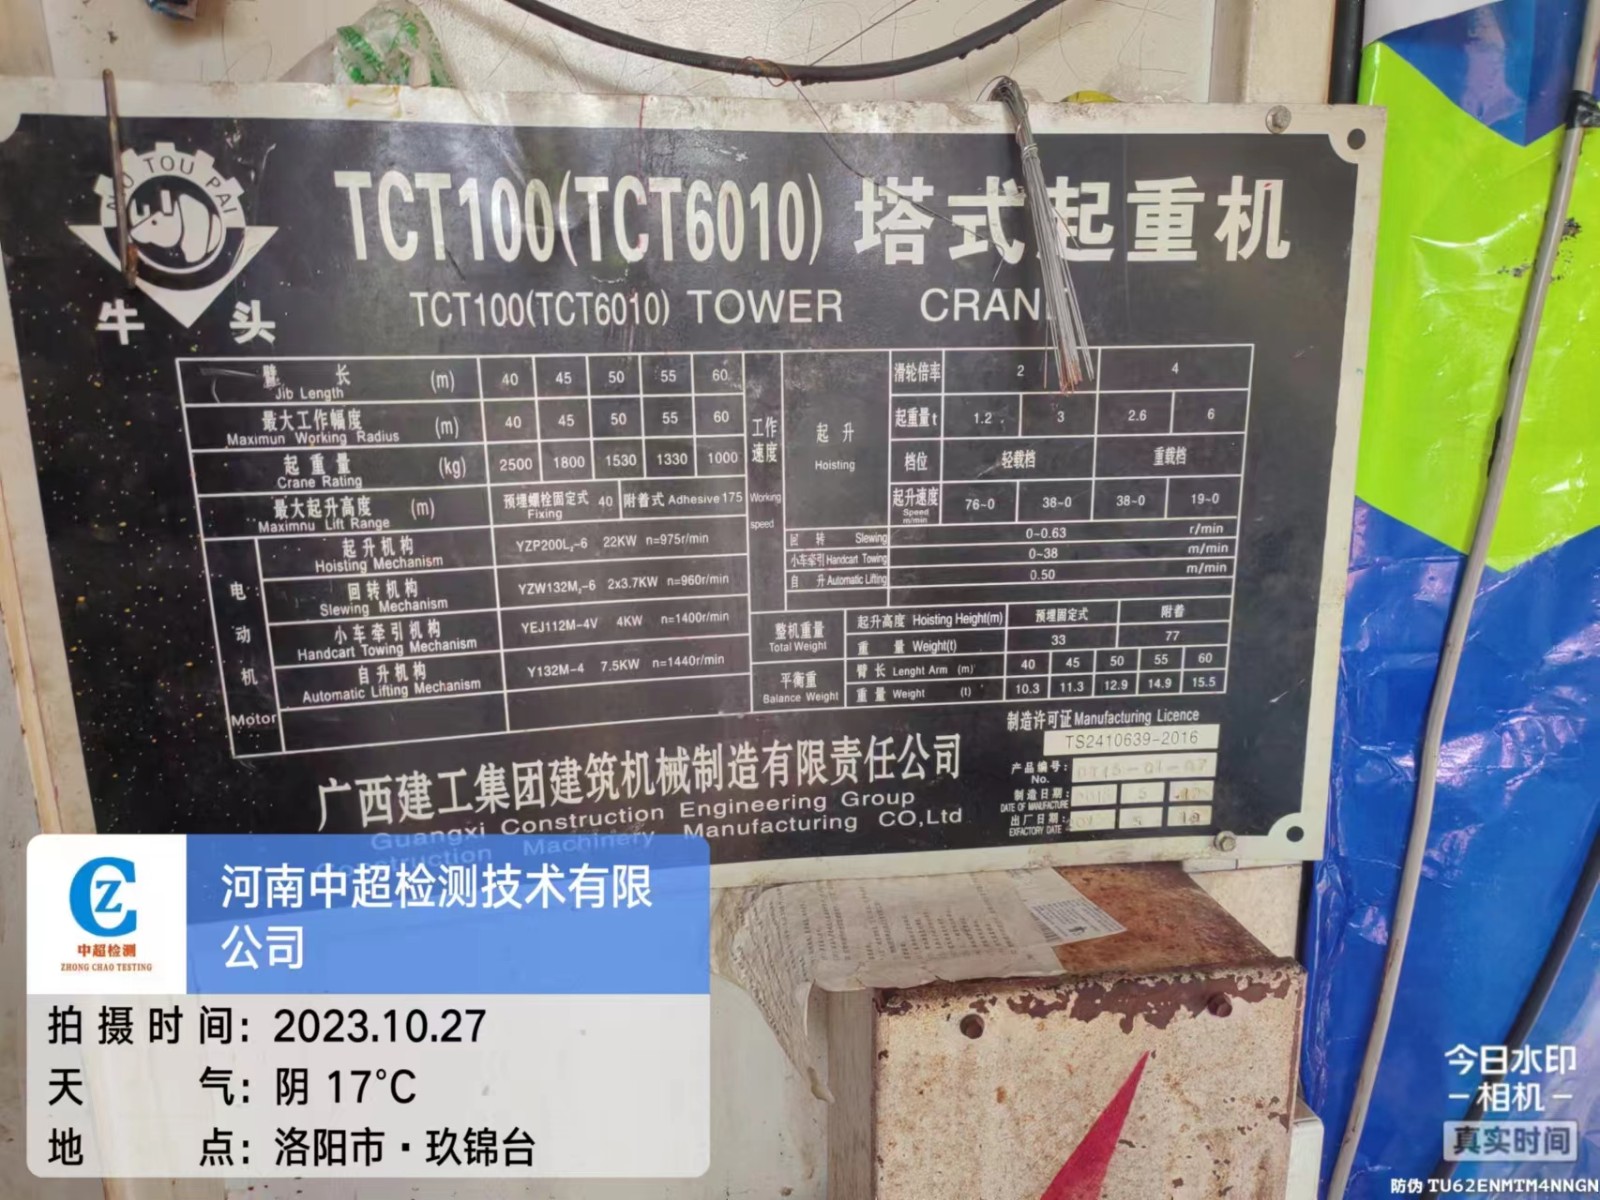 NIU TOU PAI
牛 头
TCT100(TCT6010) 塔式起重机
TCT100(TCT6010) TOWER CRAN
臂 长 (m) 40 45 50 55 60
Jib Length
最大工作幅度 (m) 40 45 50 55 60
Maximun Working Radius
起重量 (kg) 2500 1800 1530 1330 1000
Crane Rating
最大起升高度 (m) 预埋螺栓固定式 40 附着式 Adhesive 175
Maximnu Lift Range Fixing
电动机 Motor
起升机构 YZP200L₂-6 22KW n=975r/min
Hoisting Mechanism
回转机构 YZW132M₂-6 2x3.7KW n=960r/min
Slewing Mechanism
小车牵引机构 YEJ112M-4V 4KW n=1400r/min
Handcart Towing Mechanism
自升机构 Y132M-4 7.5KW n=1440r/min
Automatic Lifting Mechanism
工作速度 Working speed
起升 Hoisting
滑轮倍率 2 4
起重量 t 1.2 3 2.6 6
档位 轻载档 重载档
起升速度 76-0 38-0 38-0 19-0
Speed m/min
回转 Slewing 0-0.63 r/min
小车牵引 Handcart Towing 0-38 m/min
自升 Automatic Lifting 0.50 m/min
整机重量 Total Weight
起升高度 Hoisting Height(m) 预埋固定式 附着
重量 Weight(t) 33 77
平衡重 Balance Weight
臂长 Lenght Arm (m) 40 45 50 55 60
重量 Weight (t) 10.3 11.3 12.9 14.9 15.5
广西建工集团建筑机械制造有限责任公司
Guangxi Construction Engineering Group
Construction Machinery Manufacturing CO,Ltd
制造许可证 Manufacturing Licence
TS2410639-2016
产品编号:
No.
制造日期:
DATE OF MANUFACTURE
出厂日期:
EXFACTORY DATE
中超检测
ZHONG CHAO TESTING
河南中超检测技术有限
公司
拍摄时间: 2023.10.27
天气: 阴 17°C
地点: 洛阳市·玖锦台
今日水印
-相机-
真实时间
防伪 TU62ENMTM4NNGN